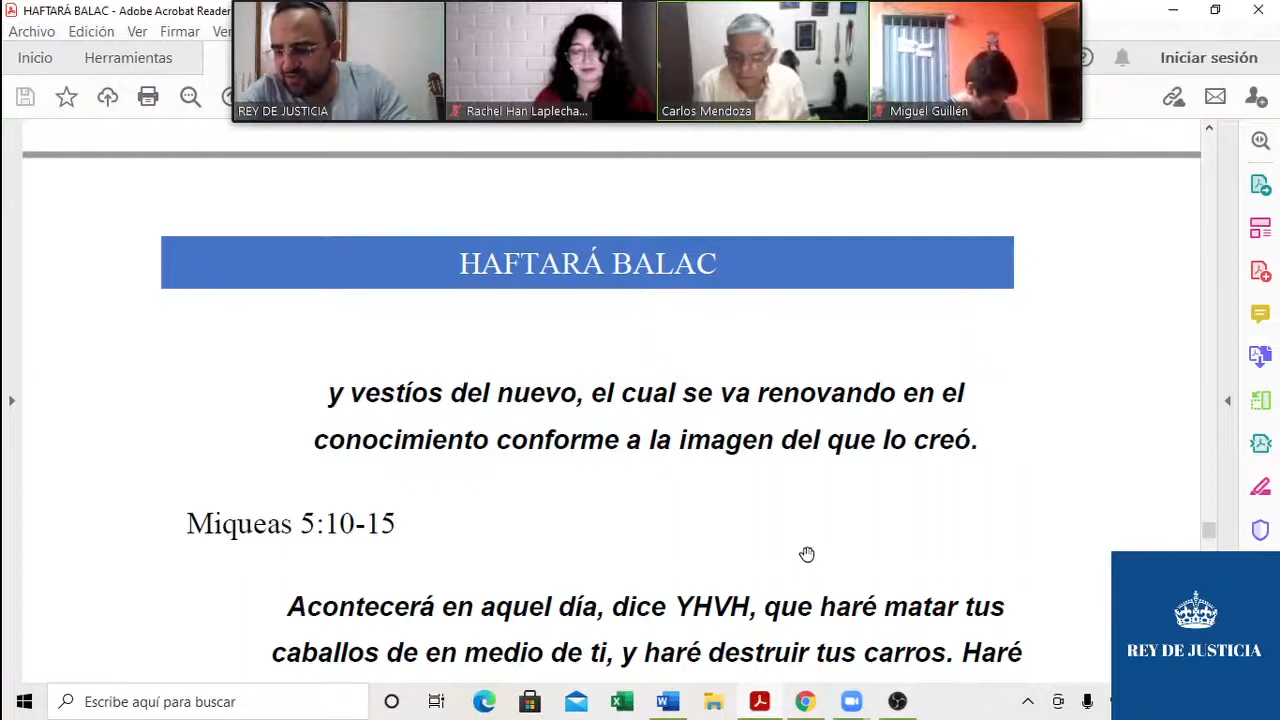 HAFTARÁ BALAC - Adobe Acrobat Reader
Archivo Edición Ver Firmar
Inicio Herramientas
Iniciar sesión
REY DE JUSTICIA
Rachel Han Laplecha...
Carlos Mendoza
Miguel Guillén
HAFTARÁ BALAC
y vestíos del nuevo, el cual se va renovando en el
conocimiento conforme a la imagen del que lo creó.
Miqueas 5:10-15
Acontecerá en aquel día, dice YHVH, que haré matar tus
caballos de en medio de ti, y haré destruir tus carros. Haré
REY DE JUSTICIA
Escribe aquí para buscar